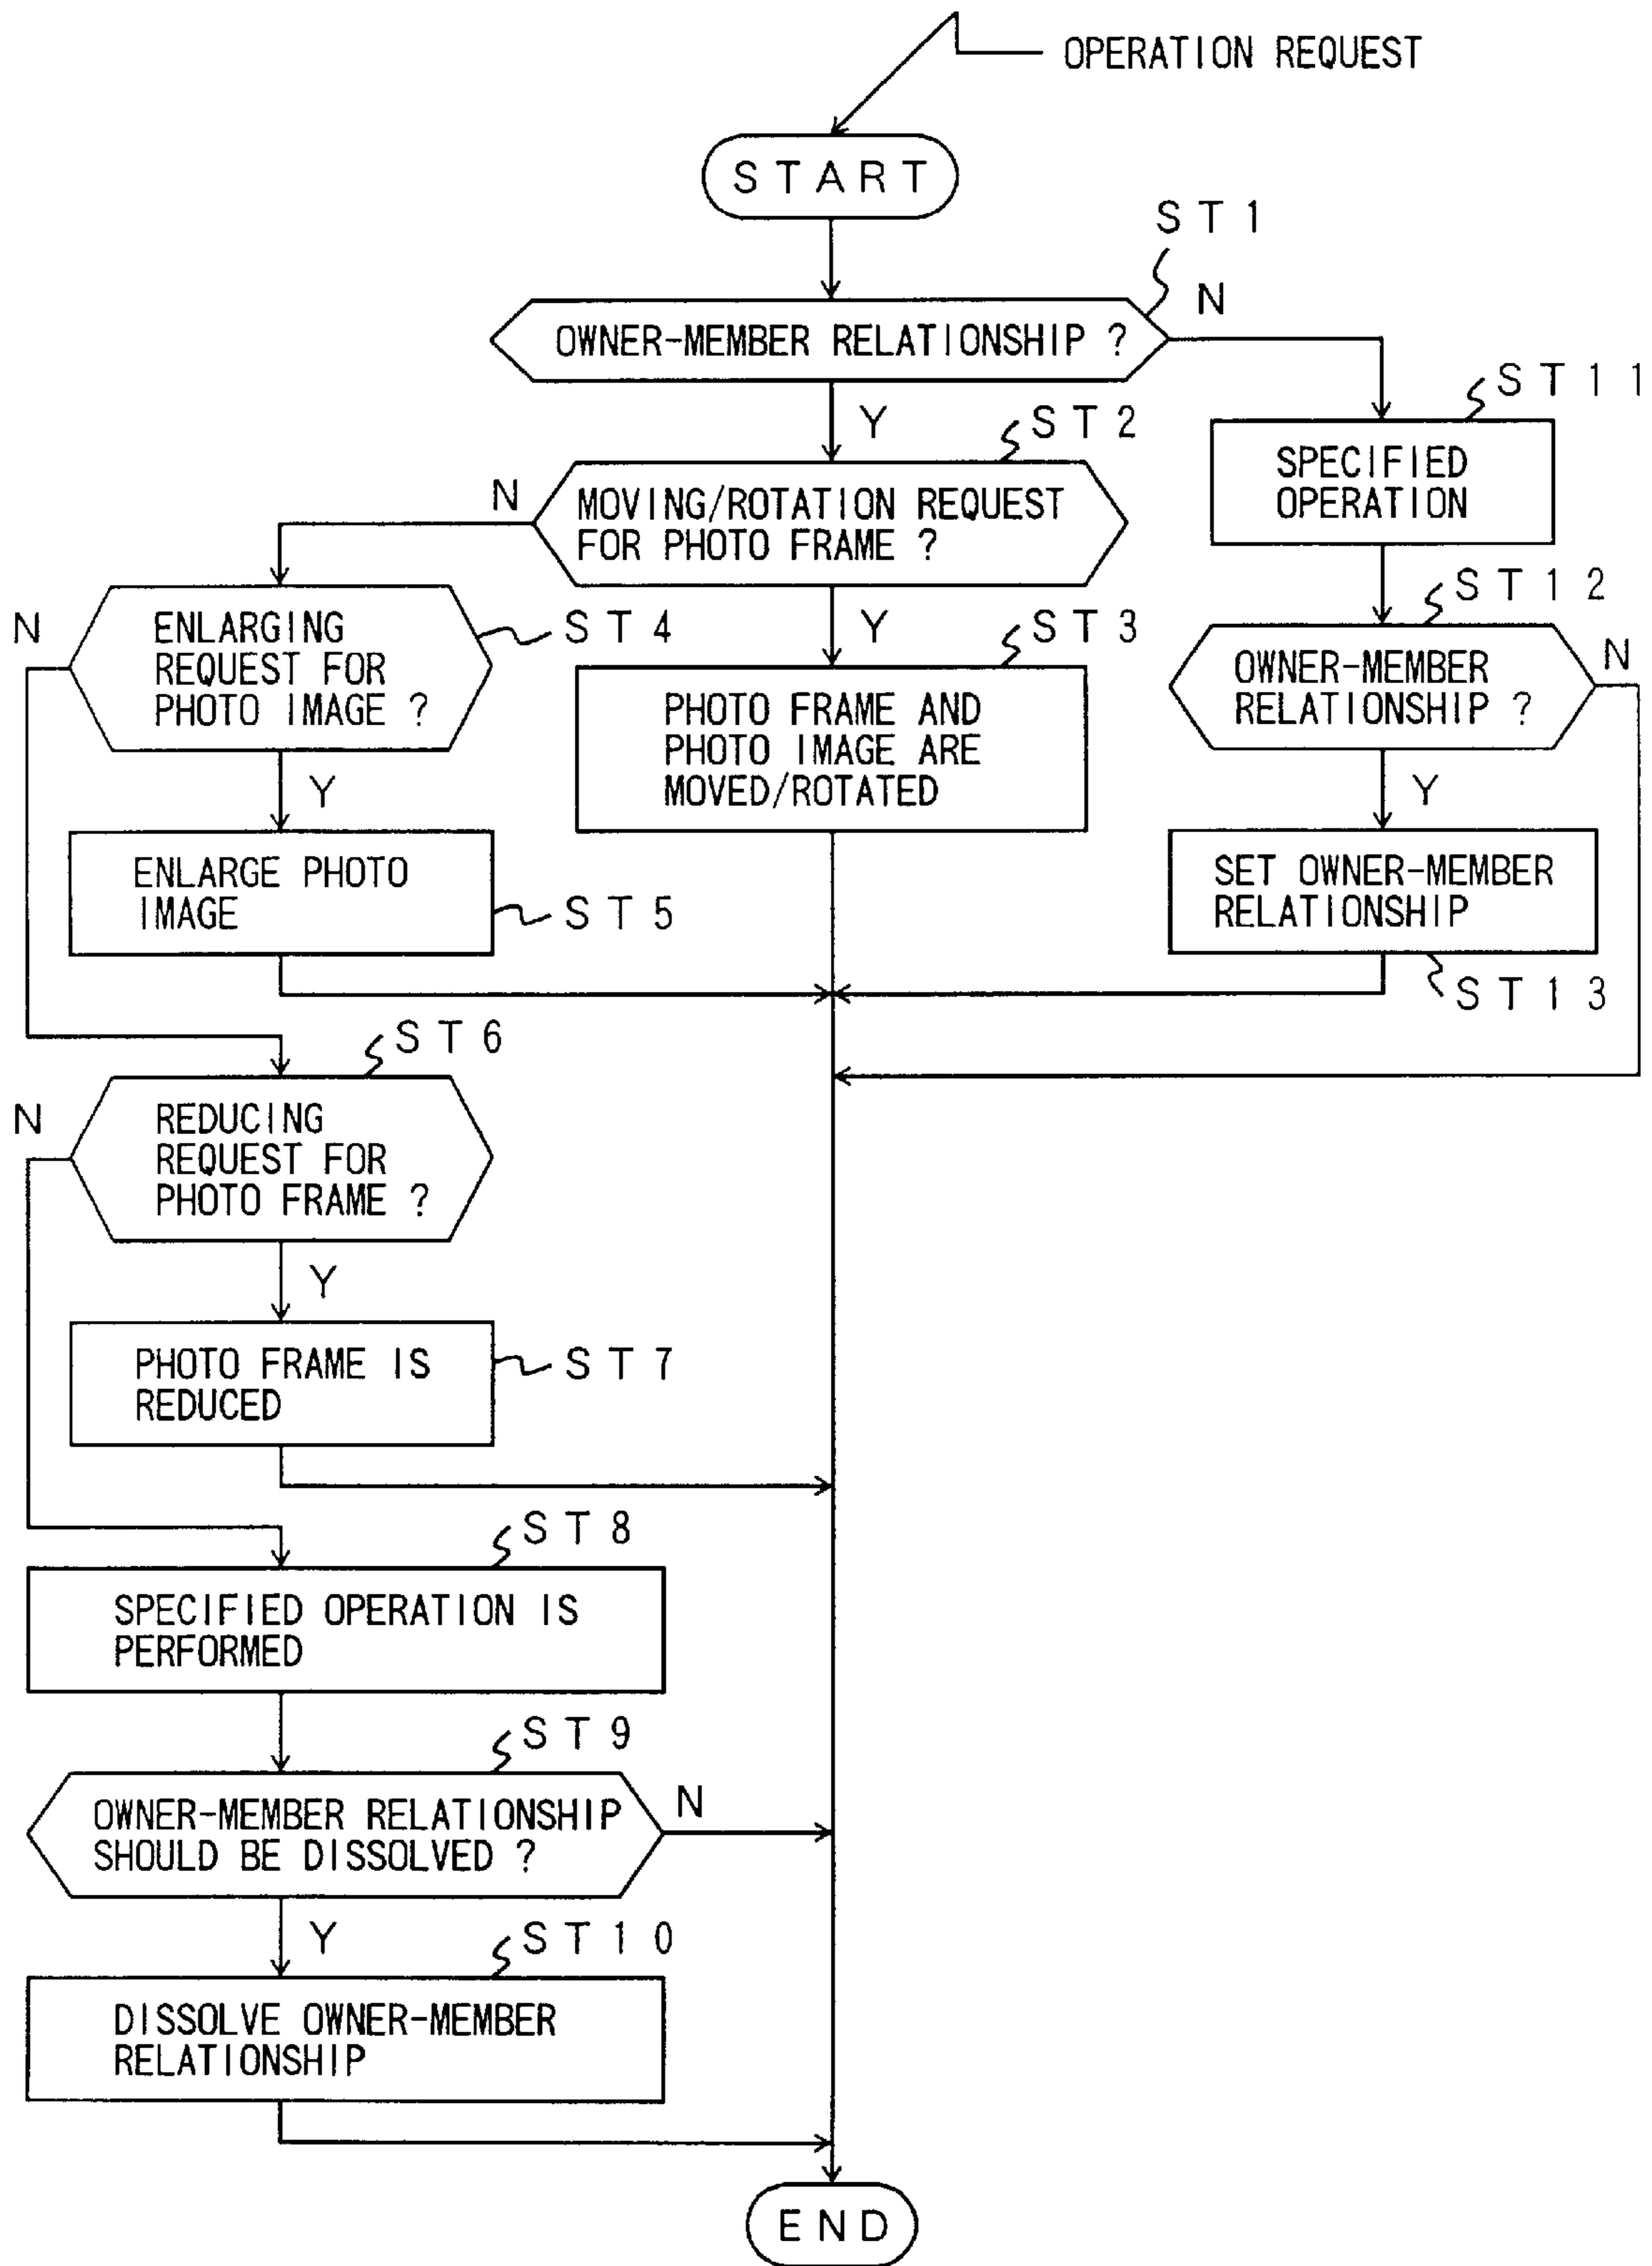 OPERATION REQUEST
START
ST1
OWNER-MEMBER RELATIONSHIP ?
N
Y
ST11
SPECIFIED
OPERATION
ST2
MOVING/ROTATION REQUEST
FOR PHOTO FRAME ?
N
Y
ST12
OWNER-MEMBER
RELATIONSHIP ?
N
Y
ST4
ENLARGING
REQUEST FOR
PHOTO IMAGE ?
N
Y
ST3
PHOTO FRAME AND
PHOTO IMAGE ARE
MOVED/ROTATED
SET OWNER-MEMBER
RELATIONSHIP
ST13
ENLARGE PHOTO
IMAGE
ST5
ST6
REDUCING
REQUEST FOR
PHOTO FRAME ?
N
Y
PHOTO FRAME IS
REDUCED
ST7
ST8
SPECIFIED OPERATION IS
PERFORMED
ST9
OWNER-MEMBER RELATIONSHIP
SHOULD BE DISSOLVED ?
N
Y
ST10
DISSOLVE OWNER-MEMBER
RELATIONSHIP
END